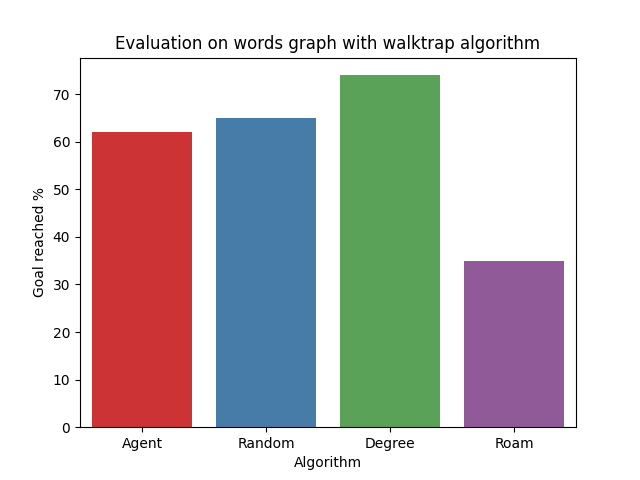 Evaluation on words graph with walktrap algorithm
Goal reached %
70
60
50
40
30
20
10
0
Agent Random Degree Roam
Algorithm